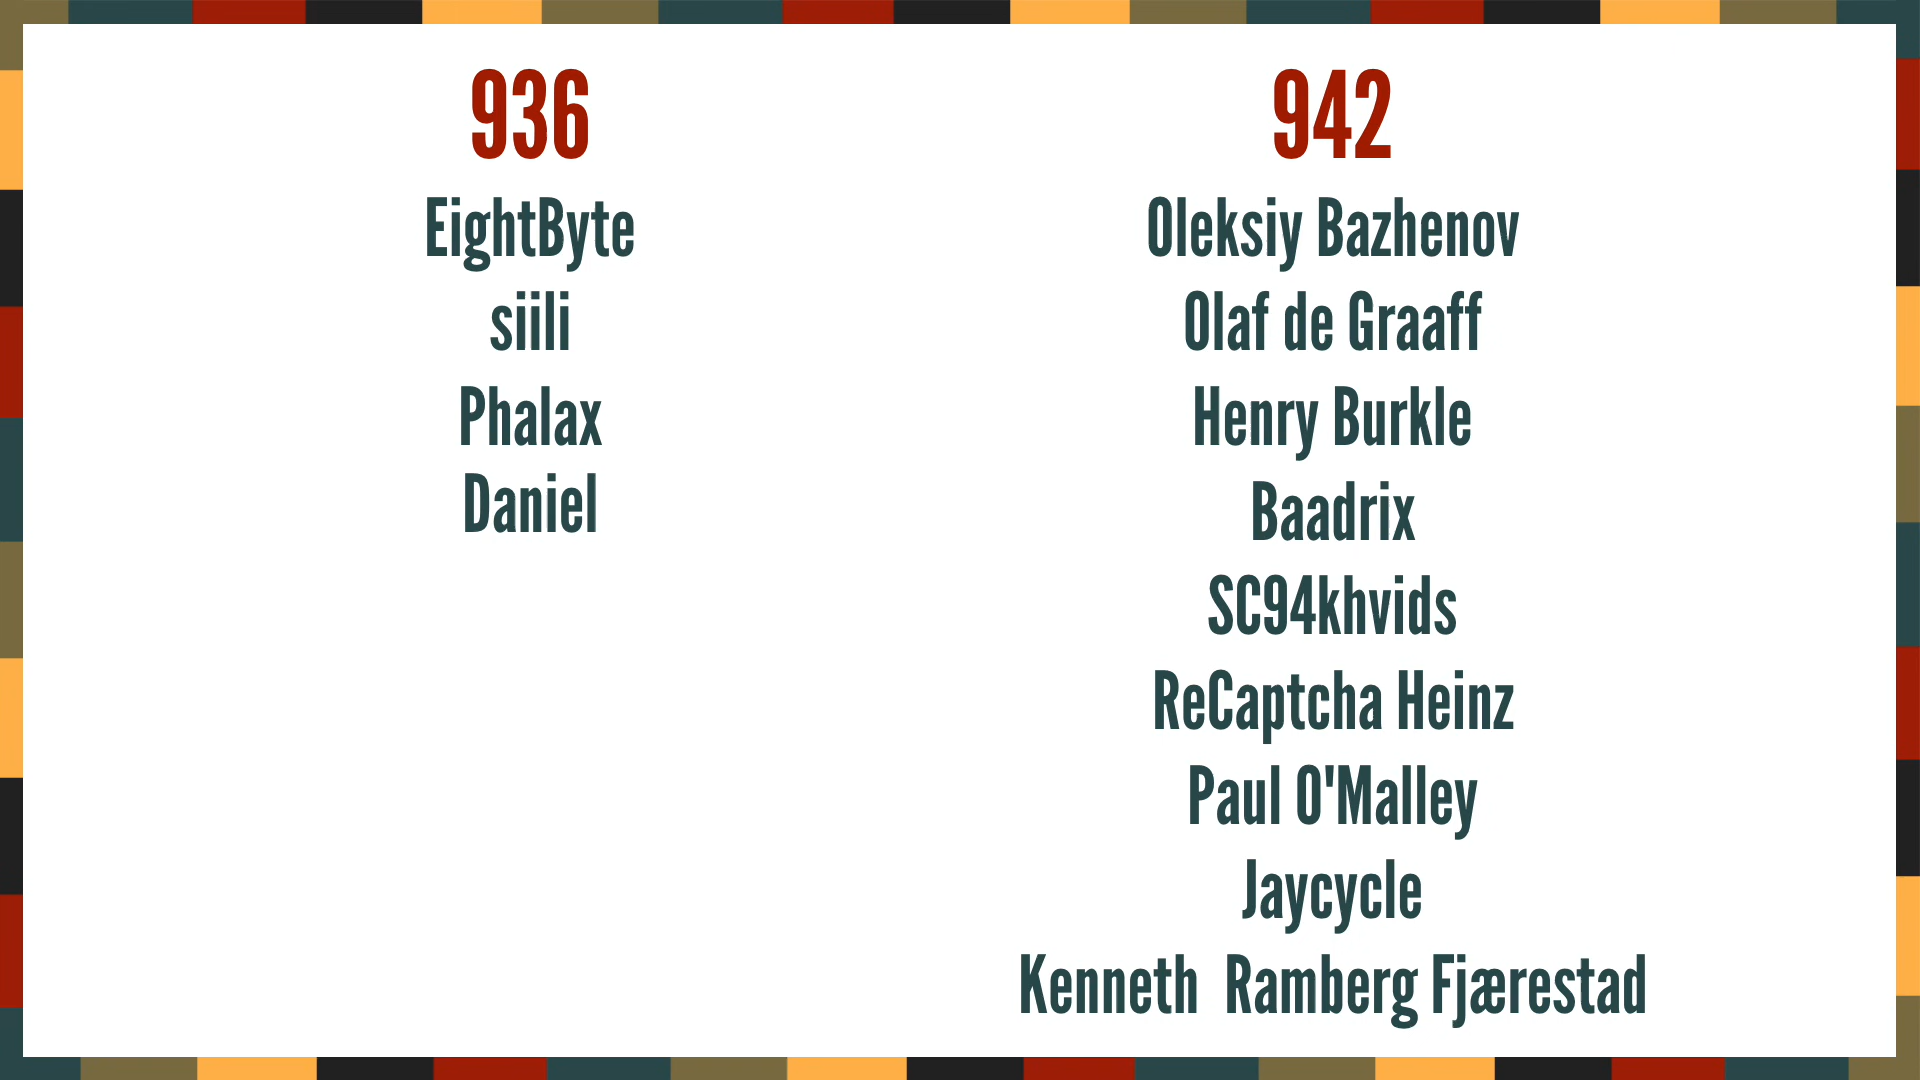 936
EightByte
siili
Phalax
Daniel
942
Oleksiy Bazhenov
Olaf de Graaff
Henry Burkle
Baadrix
SC94khvids
ReCaptcha Heinz
Paul O'Malley
Jaycycle
Kenneth  Ramberg Fjærestad